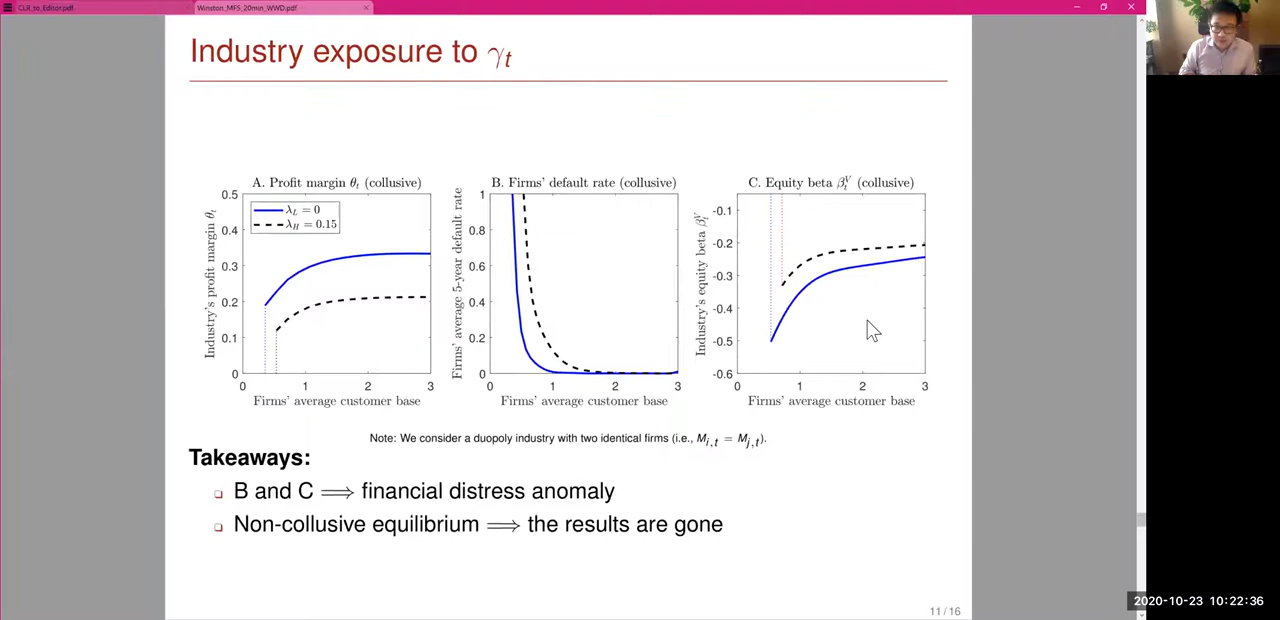 CLR_to_Editor.pdf
Winston_MFS_20min_WWD.pdf
Industry exposure to γt
A. Profit margin θt (collusive)
Industry's profit margin θt
0.5
0.4
0.3
0.2
0.1
0
λL = 0
λH = 0.15
0 1 2 3
Firms' average customer base
B. Firms' default rate (collusive)
Firms' average 5-year default rate
1
0.8
0.6
0.4
0.2
0
0 1 2 3
Firms' average customer base
C. Equity beta βtV (collusive)
Industry's equity beta βtV
-0.1
-0.2
-0.3
-0.4
-0.5
-0.6
0 1 2 3
Firms' average customer base
Note: We consider a duopoly industry with two identical firms (i.e., Mi,t = Mj,t).
Takeaways:
B and C ⟹ financial distress anomaly
Non-collusive equilibrium ⟹ the results are gone
11 / 16
2020-10-23 10:22:36